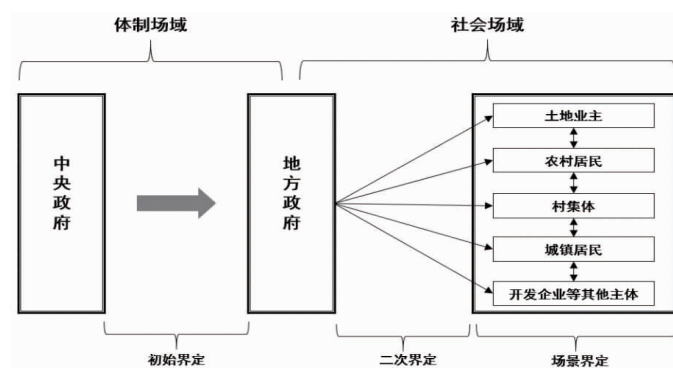 体制场域
社会场域
中央政府
地方政府
土地业主
农村居民
村集体
城镇居民
开发企业等其他主体
初始界定
二次界定
场景界定